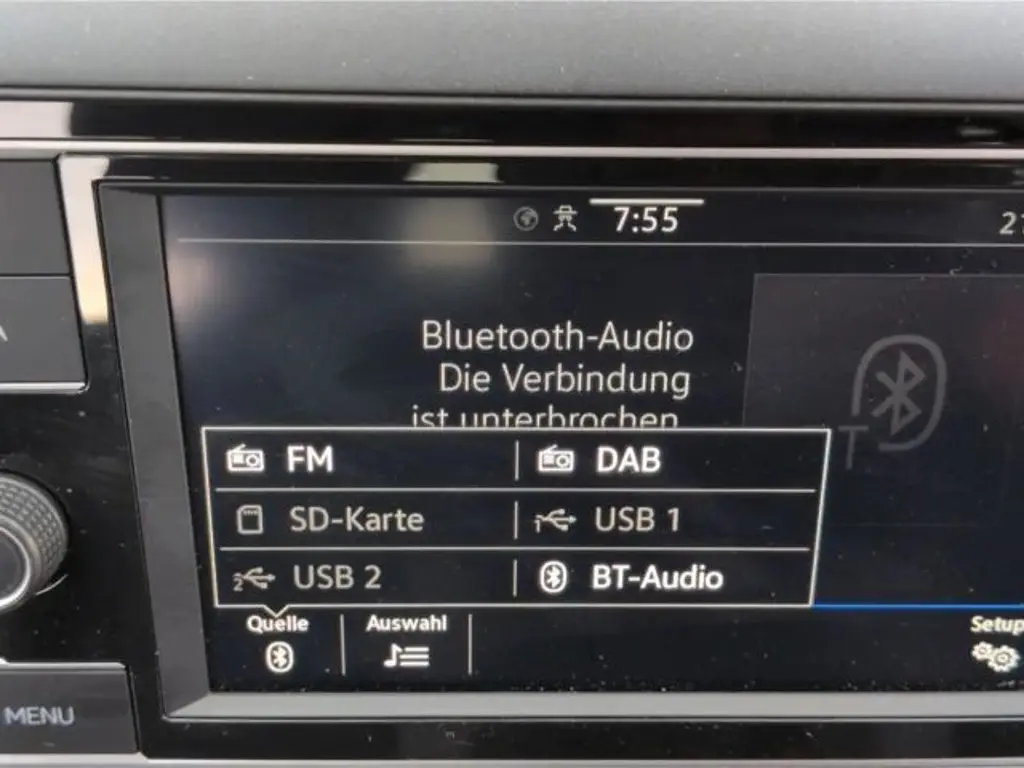 7:55
Bluetooth-Audio
Die Verbindung
ist unterbrochen.
FM DAB
SD-Karte USB 1
USB 2 BT-Audio
Quelle Auswahl Setup
MENU